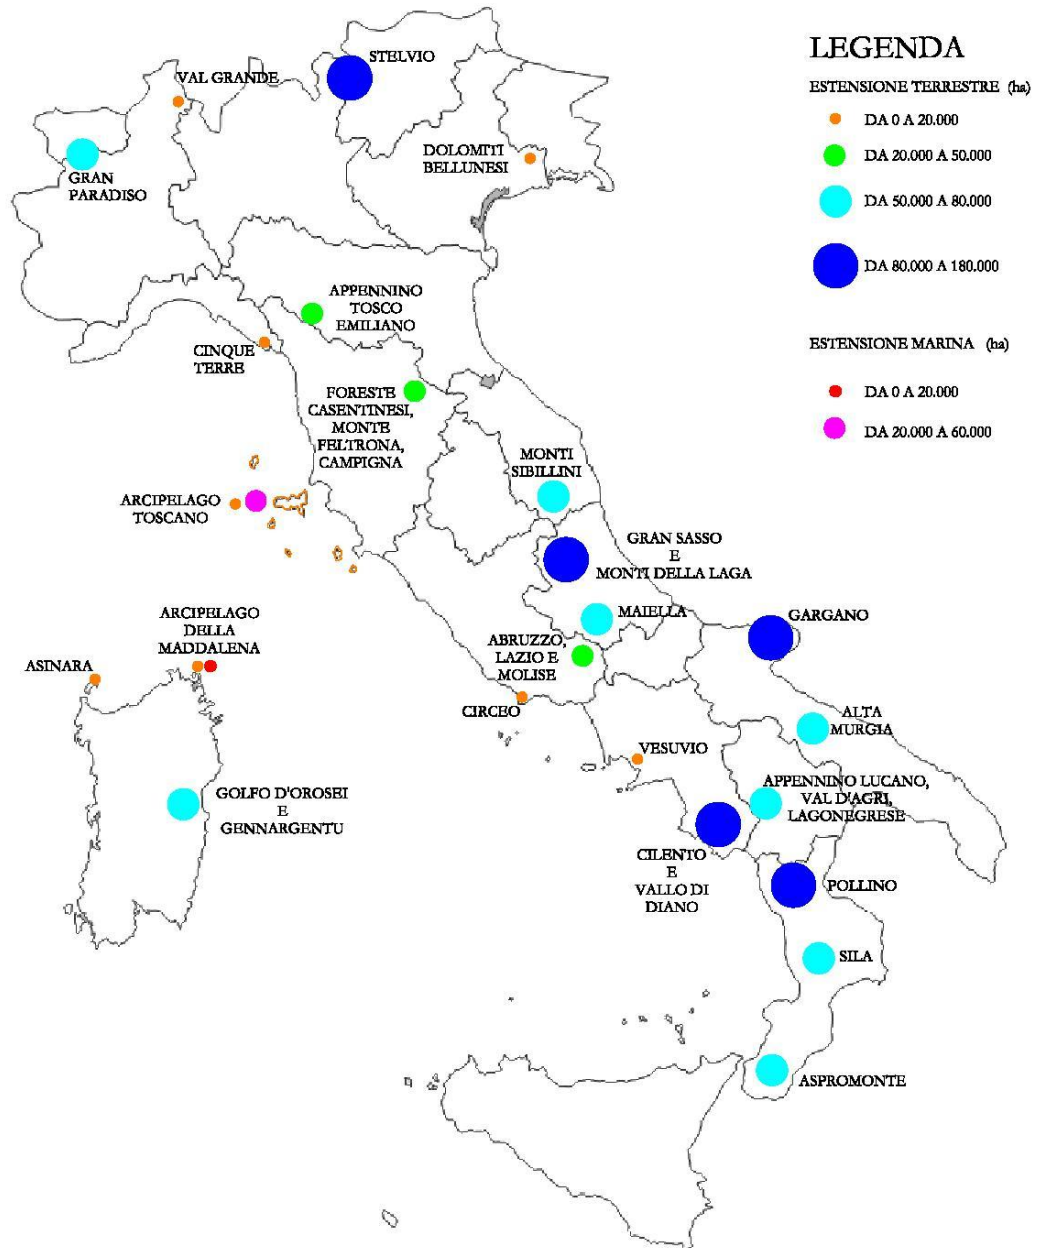 LEGENDA
ESTENSIONE TERRESTRE (ha)
DA 0 A 20.000
DA 20.000 A 50.000
DA 50.000 A 80.000
DA 80.000 A 180.000
ESTENSIONE MARINA (ha)
DA 0 A 20.000
DA 20.000 A 60.000
STELVIO
VAL GRANDE
DOLOMITI
BELLUNESI
GRAN
PARADISO
APPENNINO
TOSCO
EMILIANO
CINQUE
TERRE
FORESTE
CASENTINESI,
MONTE
FELTRONA,
CAMPIGNA
MONTI
SIBILLINI
ARCIPELAGO
TOSCANO
GRAN SASSO
E
MONTI DELLA LAGA
MAIELLA
GARGANO
ARCIPELAGO
DELLA
MADDALENA
ASINARA
ABRUZZO,
LAZIO E
MOLISE
CIRCEO
ALTA
MURGIA
VESUVIO
APPENNINO LUCANO,
VAL D'AGRI,
LAGONEGRESE
GOLFO D'OROSEI
E
GENNARGENTU
CILENTO
E
VALLO DI
DIANO
POLLINO
SILA
ASPROMONTE